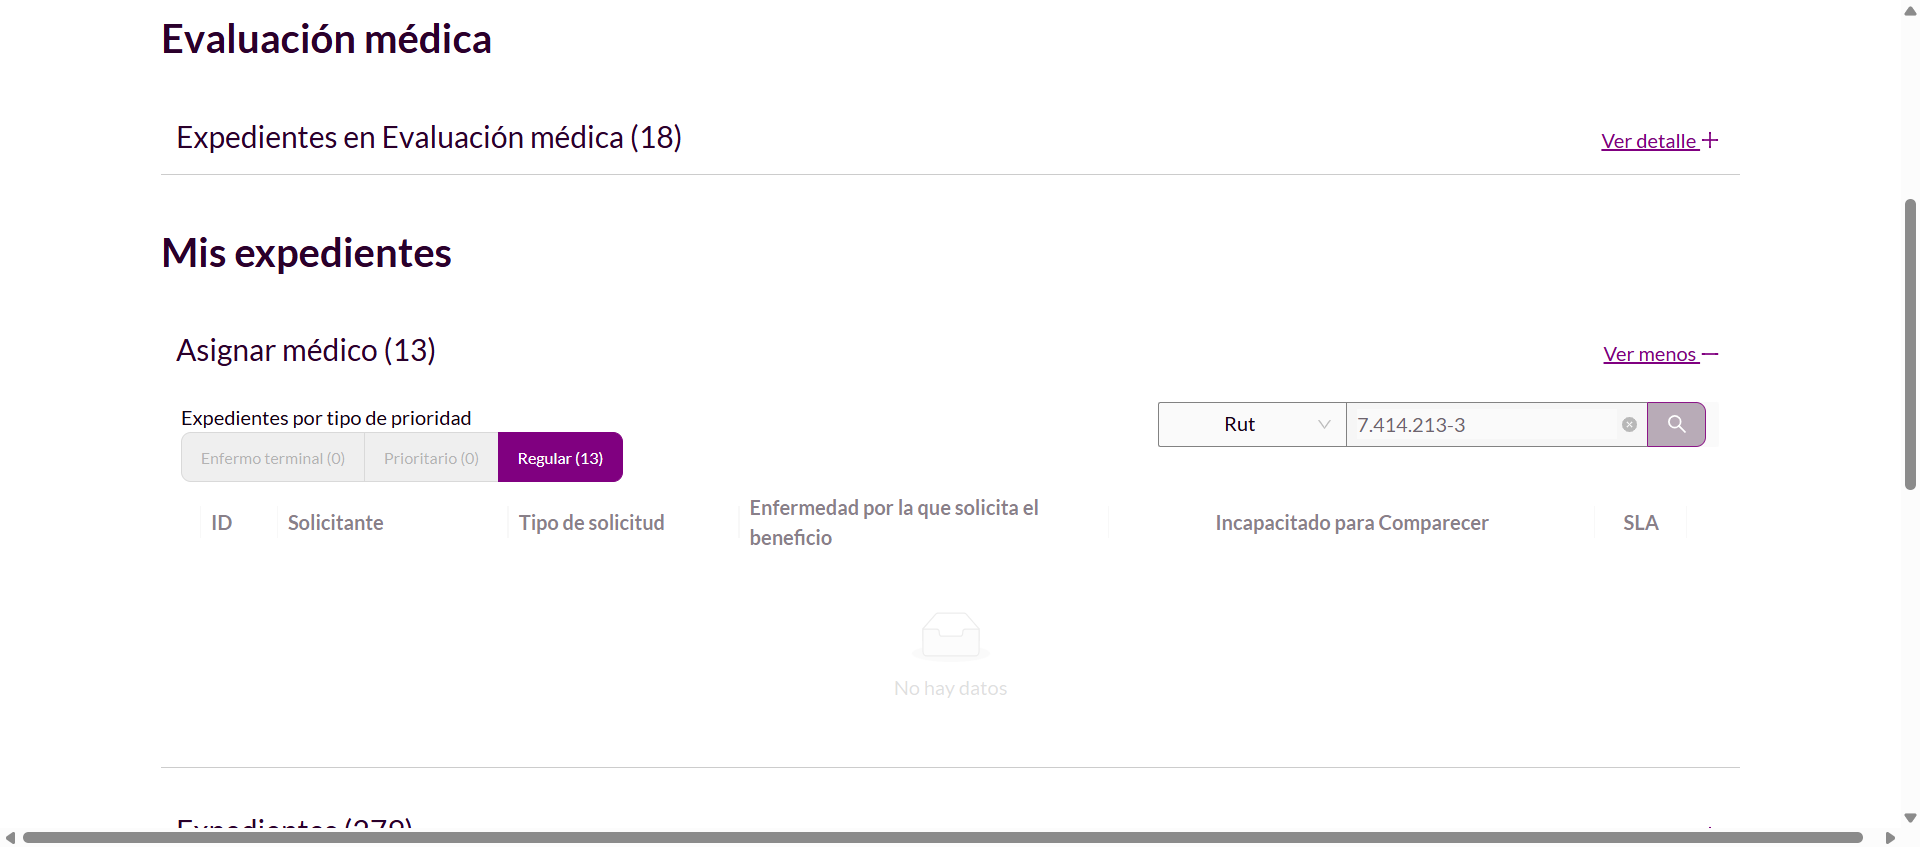 Evaluación médica
Expedientes en Evaluación médica (18)
Ver detalle
Mis expedientes
Asignar médico (13)
Ver menos
Expedientes por tipo de prioridad
Rut
7.414.213-3
Enfermo terminal (0)
Prioritario (0)
Regular (13)
ID
Solicitante
Tipo de solicitud
Enfermedad por la que solicita el
beneficio
Incapacitado para Comparecer
SLA
No hay datos
Expedientes (279)